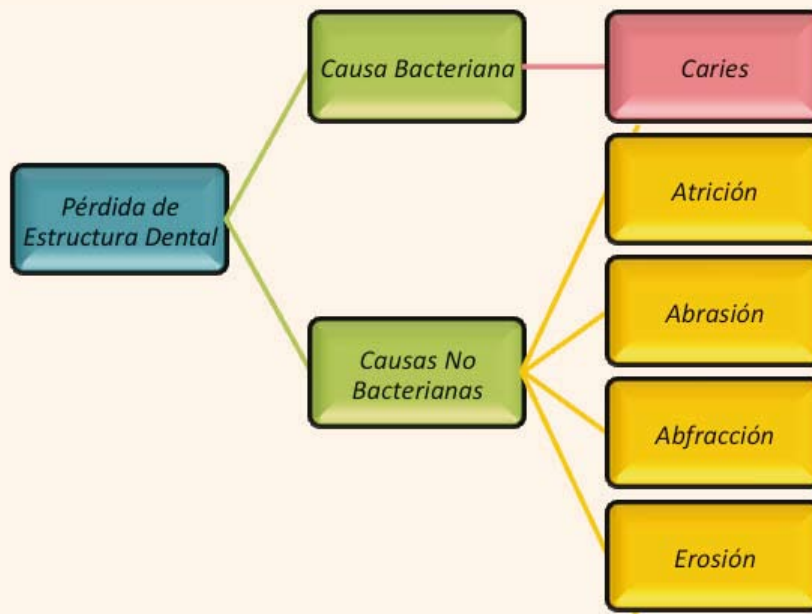 Pérdida de
Estructura Dental
Causa Bacteriana
Caries
Causas No
Bacterianas
Atrición
Abrasión
Abfracción
Erosión